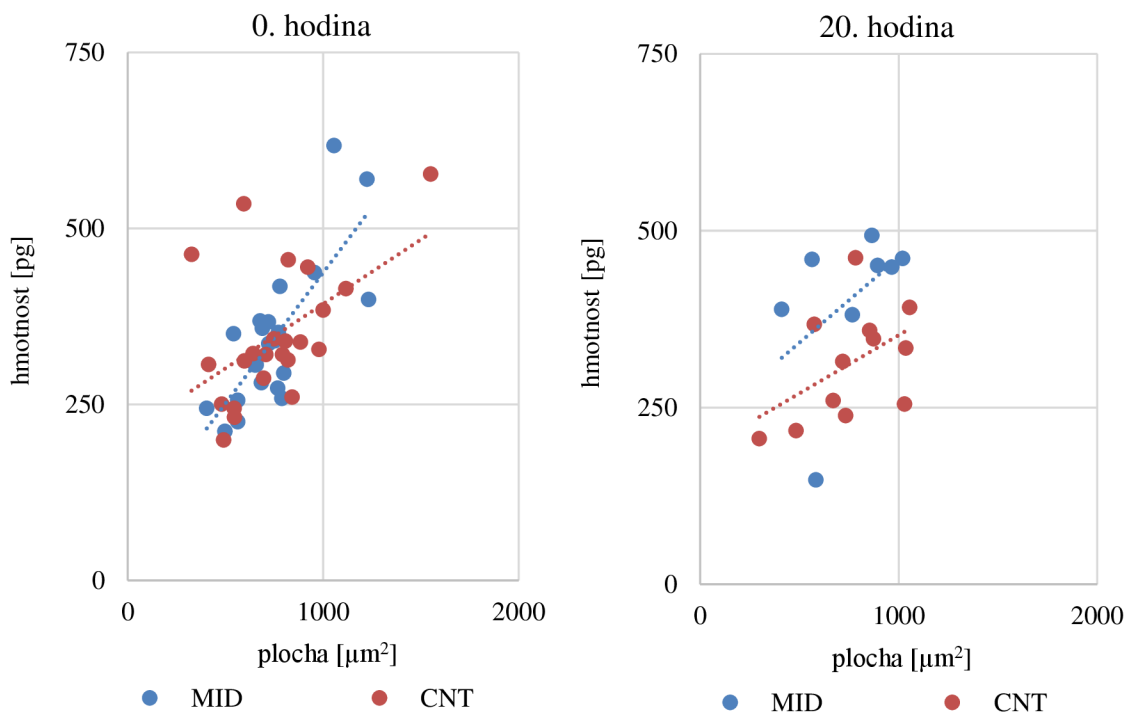 0. hodina
750
500
250
0
hmotnost [pg]
0
1000
2000
plocha [µm²]
MID
CNT
20. hodina
750
500
250
0
hmotnost [pg]
0
1000
2000
plocha [µm²]
MID
CNT